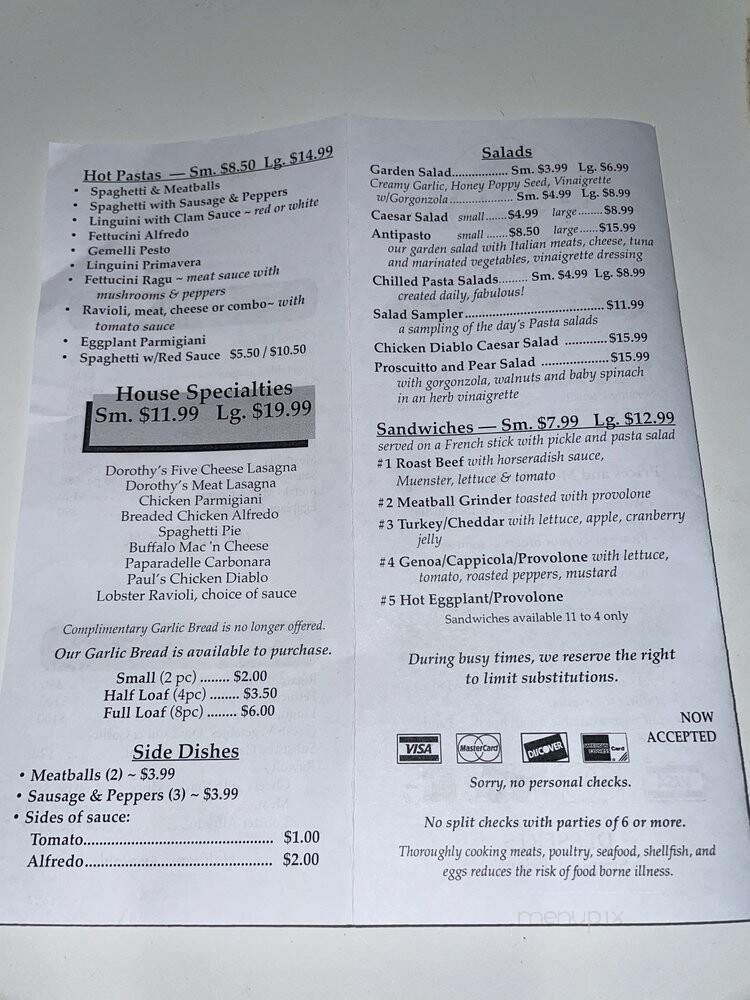 Hot Pastas — Sm. $8.50 Lg. $14.99
• Spaghetti & Meatballs
• Spaghetti with Sausage & Peppers
• Linguini with Clam Sauce ~ red or white
• Fettucini Alfredo
• Gemelli Pesto
• Linguini Primavera
• Fettucini Ragu ~ meat sauce with
mushrooms & peppers
• Ravioli, meat, cheese or combo~ with
tomato sauce
• Eggplant Parmigiani
• Spaghetti w/Red Sauce $5.50 / $10.50
House Specialties
Sm. $11.99 Lg. $19.99
Dorothy's Five Cheese Lasagna
Dorothy's Meat Lasagna
Chicken Parmigiani
Breaded Chicken Alfredo
Spaghetti Pie
Buffalo Mac 'n Cheese
Paparadelle Carbonara
Paul's Chicken Diablo
Lobster Ravioli, choice of sauce
Complimentary Garlic Bread is no longer offered.
Our Garlic Bread is available to purchase.
Small (2 pc) ........ $2.00
Half Loaf (4pc) ........ $3.50
Full Loaf (8pc) ........ $6.00
Side Dishes
• Meatballs (2) ~ $3.99
• Sausage & Peppers (3) ~ $3.99
• Sides of sauce:
Tomato............................................... $1.00
Alfredo............................................... $2.00
Salads
Garden Salad................. Sm. $3.99 Lg. $6.99
Creamy Garlic, Honey Poppy Seed, Vinaigrette
w/Gorgonzola................... Sm. $4.99 Lg. $8.99
Caesar Salad small.......$4.99 large........$8.99
Antipasto small .......$8.50 large......$15.99
our garden salad with Italian meats, cheese, tuna
and marinated vegetables, vinaigrette dressing
Chilled Pasta Salads......... Sm. $4.99 Lg. $8.99
created daily, fabulous!
Salad Sampler.............................................$11.99
a sampling of the day's Pasta salads
Chicken Diablo Caesar Salad ............$15.99
Proscuitto and Pear Salad ...................$15.99
with gorgonzola, walnuts and baby spinach
in an herb vinaigrette
Sandwiches — Sm. $7.99 Lg. $12.99
served on a French stick with pickle and pasta salad
#1 Roast Beef with horseradish sauce,
Muenster, lettuce & tomato
#2 Meatball Grinder toasted with provolone
#3 Turkey/Cheddar with lettuce, apple, cranberry
jelly
#4 Genoa/Cappicola/Provolone with lettuce,
tomato, roasted peppers, mustard
#5 Hot Eggplant/Provolone
Sandwiches available 11 to 4 only
During busy times, we reserve the right
to limit substitutions.
NOW
ACCEPTED
VISA MasterCard DISCOVER AMERICAN EXPRESS Card
Sorry, no personal checks.
No split checks with parties of 6 or more.
Thoroughly cooking meats, poultry, seafood, shellfish, and
eggs reduces the risk of food borne illness.
menupix